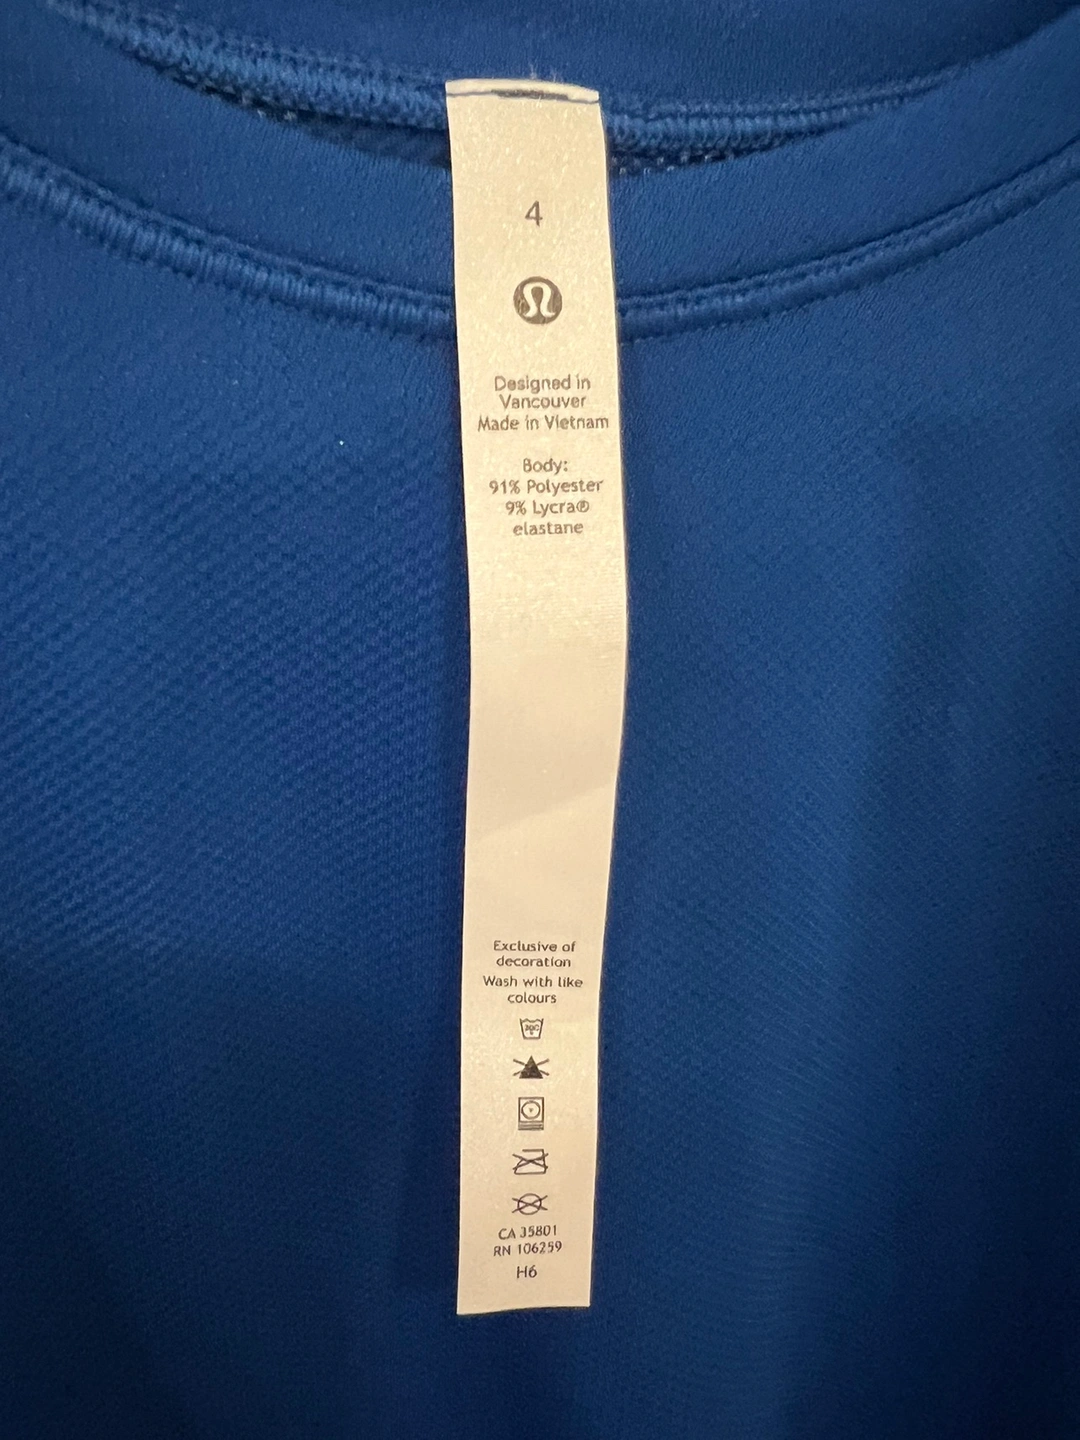 4
Designed in
Vancouver
Made in Vietnam
Body:
91% Polyester
9% Lycra®
elastane
Exclusive of
decoration
Wash with like
colours
30C
CA 35801
RN 106259
H6